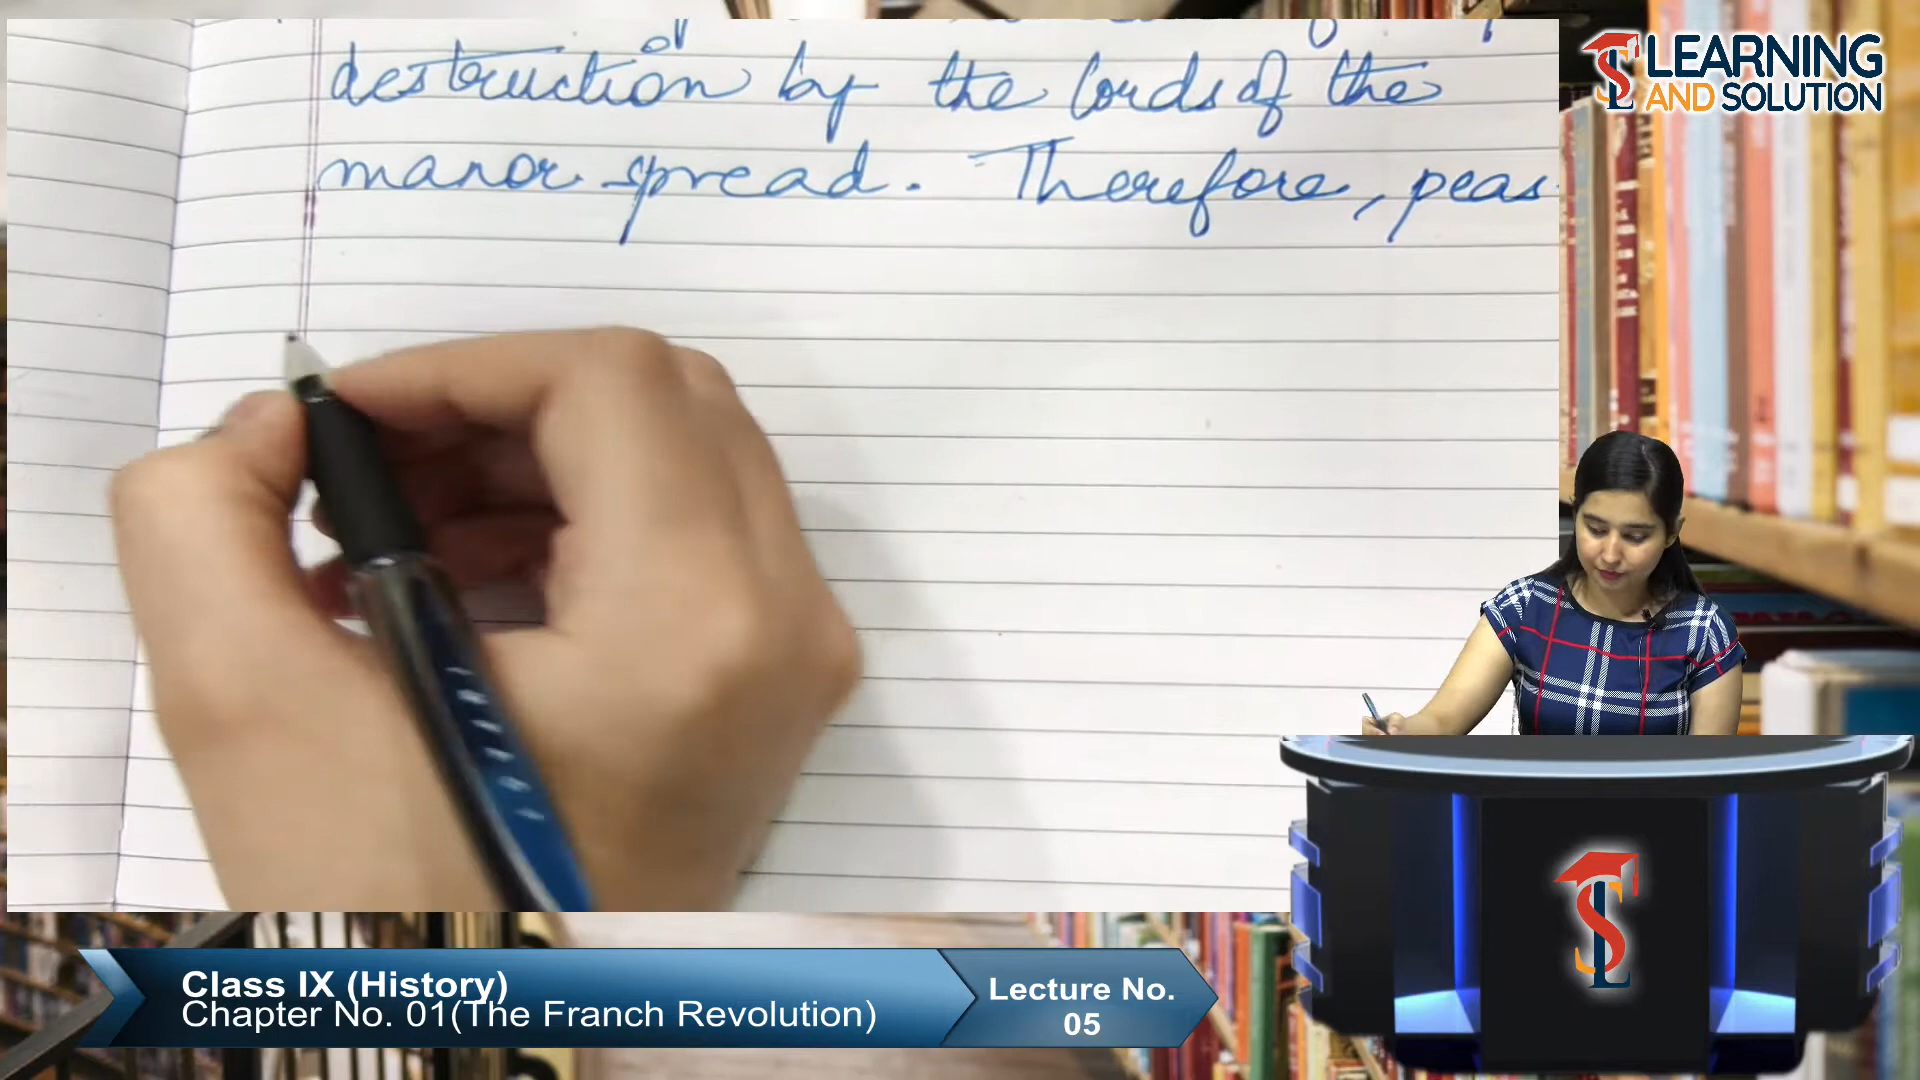 destruction by the lords of the
manor spread. Therefore, peas
LEARNING
AND SOLUTION
Class IX (History)
Chapter No. 01(The Franch Revolution)
Lecture No.
05